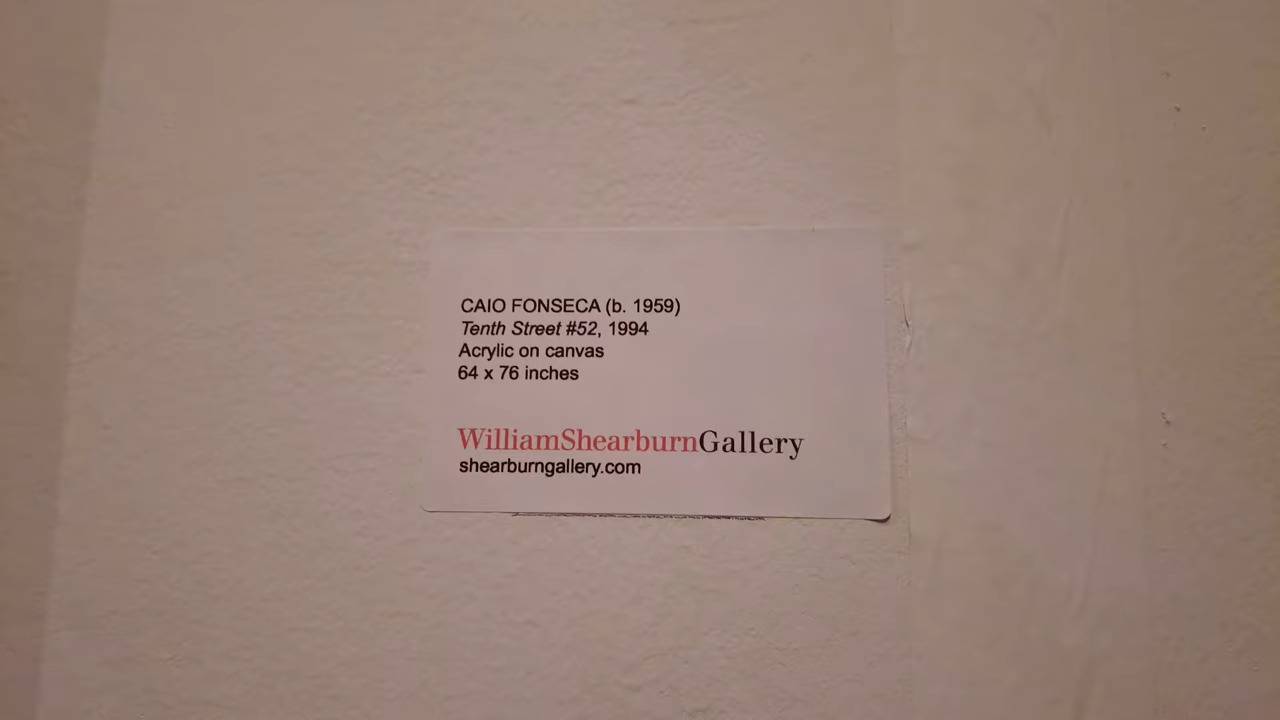 CAIO FONSECA (b. 1959)
Tenth Street #52, 1994
Acrylic on canvas
64 x 76 inches
WilliamShearburnGallery
shearburngallery.com